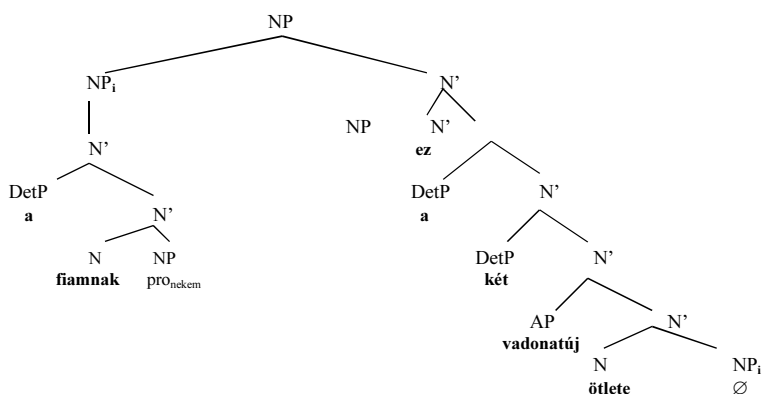 NP
NPi N’
NP N’
ez
N’
DetP DetP N’
a a
N’
N NP DetP N’
fiamnak pronekem két
AP N’
vadonatúj
N NPi
ötlete ∅